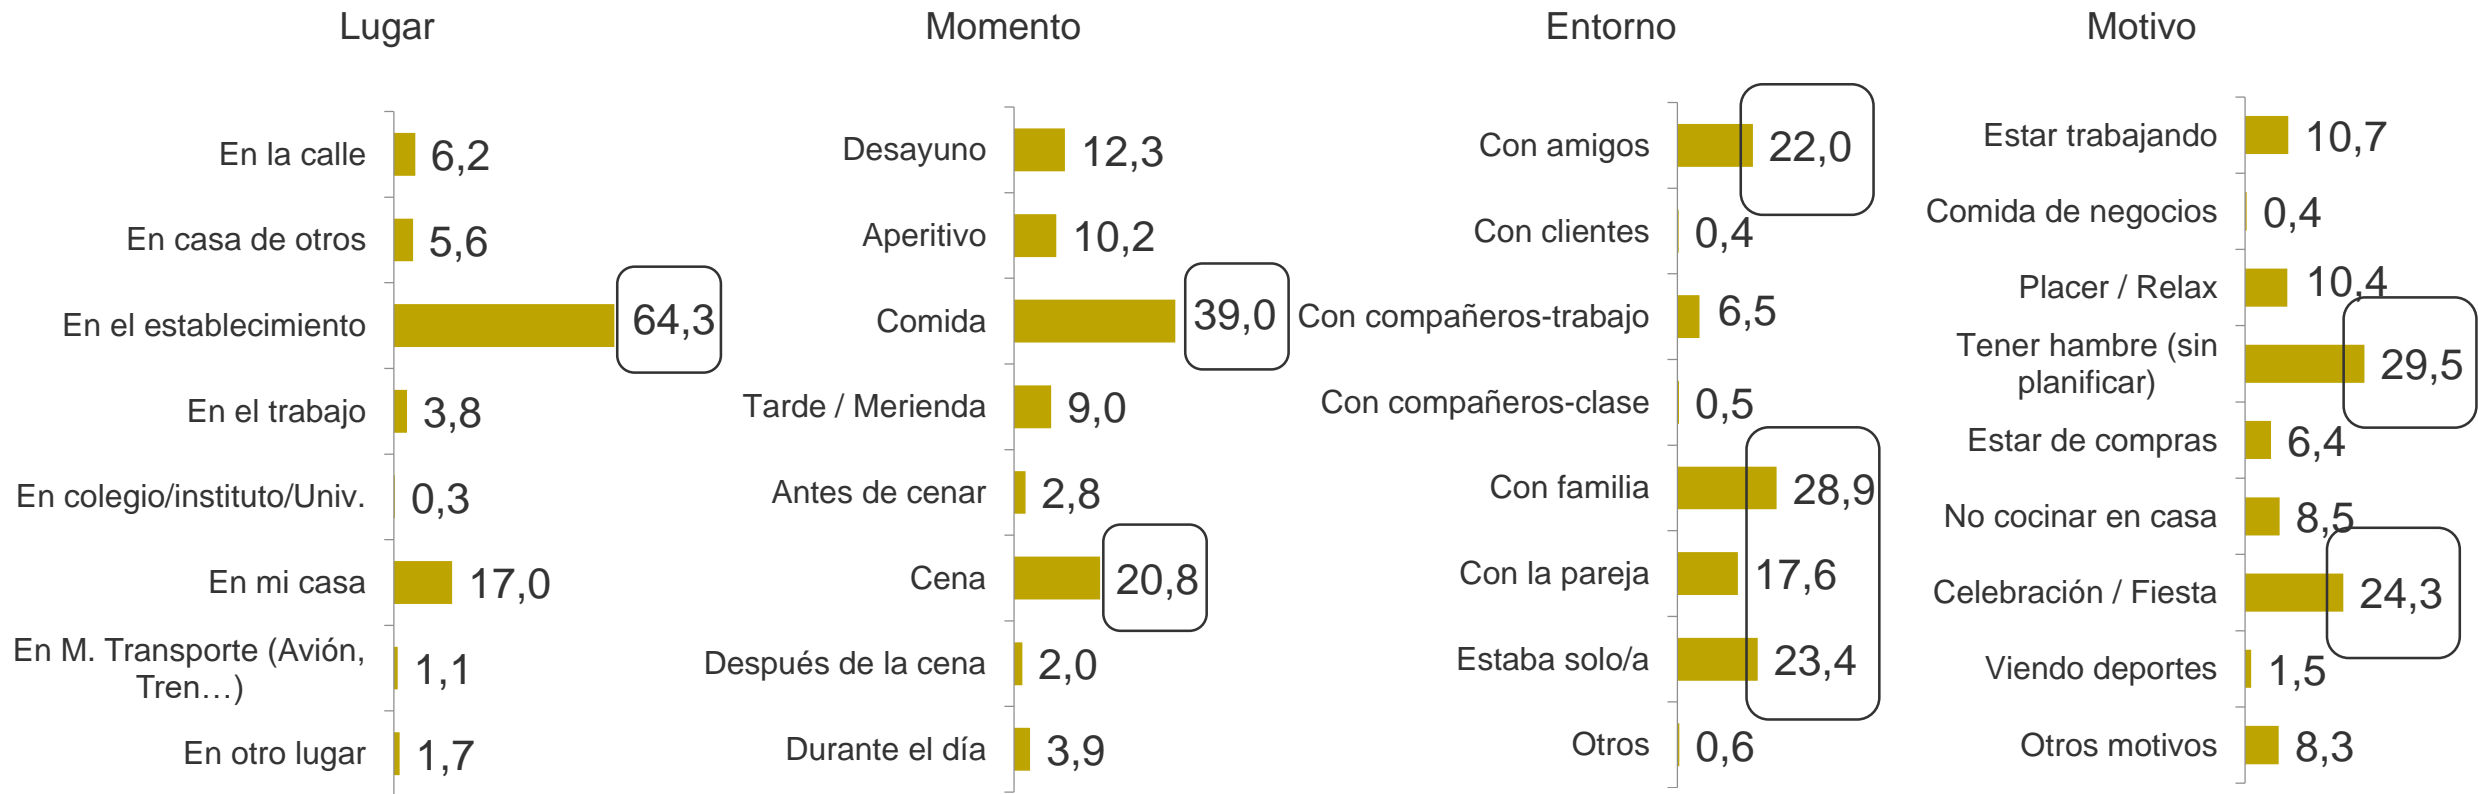 Lugar
En la calle 6,2
En casa de otros 5,6
En el establecimiento 64,3
En el trabajo 3,8
En colegio/instituto/Univ. 0,3
En mi casa 17,0
En M. Transporte (Avión,
Tren…) 1,1
En otro lugar 1,7
Momento
Desayuno 12,3
Aperitivo 10,2
Comida 39,0
Tarde / Merienda 9,0
Antes de cenar 2,8
Cena 20,8
Después de la cena 2,0
Durante el día 3,9
Entorno
Con amigos 22,0
Con clientes 0,4
Con compañeros-trabajo 6,5
Con compañeros-clase 0,5
Con familia 28,9
Con la pareja 17,6
Estaba solo/a 23,4
Otros 0,6
Motivo
Estar trabajando 10,7
Comida de negocios 0,4
Placer / Relax 10,4
Tener hambre (sin
planificar) 29,5
Estar de compras 6,4
No cocinar en casa 8,5
Celebración / Fiesta 24,3
Viendo deportes 1,5
Otros motivos 8,3